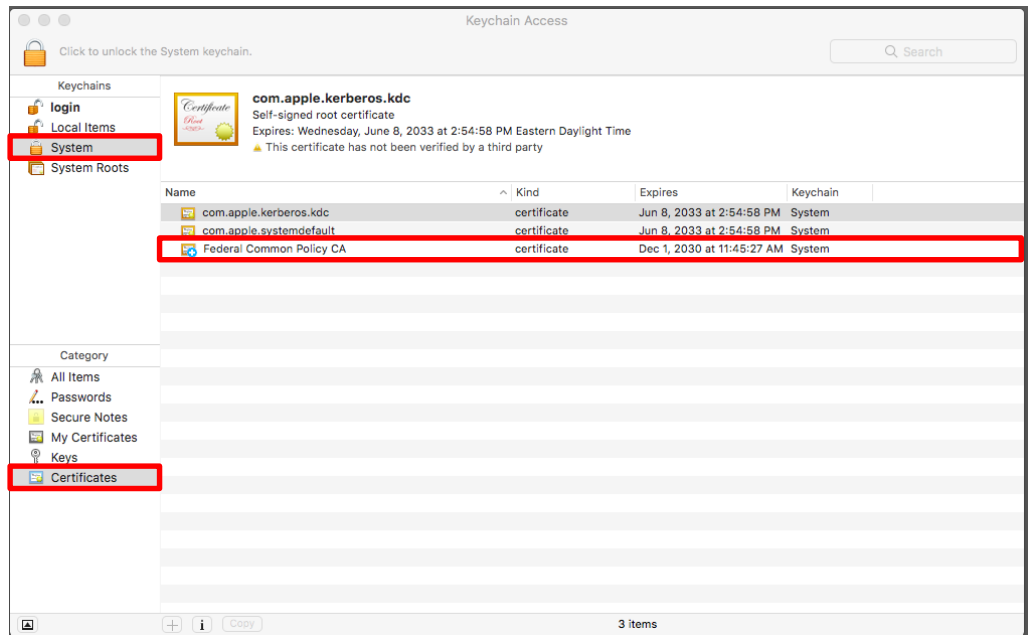 Keychain Access
Click to unlock the System keychain.
Search
Keychains
login
Local Items
System
System Roots
Certificate
Root
com.apple.kerberos.kdc
Self-signed root certificate
Expires: Wednesday, June 8, 2033 at 2:54:58 PM Eastern Daylight Time
This certificate has not been verified by a third party
Name Kind Expires Keychain
com.apple.kerberos.kdc certificate Jun 8, 2033 at 2:54:58 PM System
com.apple.systemdefault certificate Jun 8, 2033 at 2:54:58 PM System
Federal Common Policy CA certificate Dec 1, 2030 at 11:45:27 AM System
Category
All Items
Passwords
Secure Notes
My Certificates
Keys
Certificates
+ i Copy 3 items